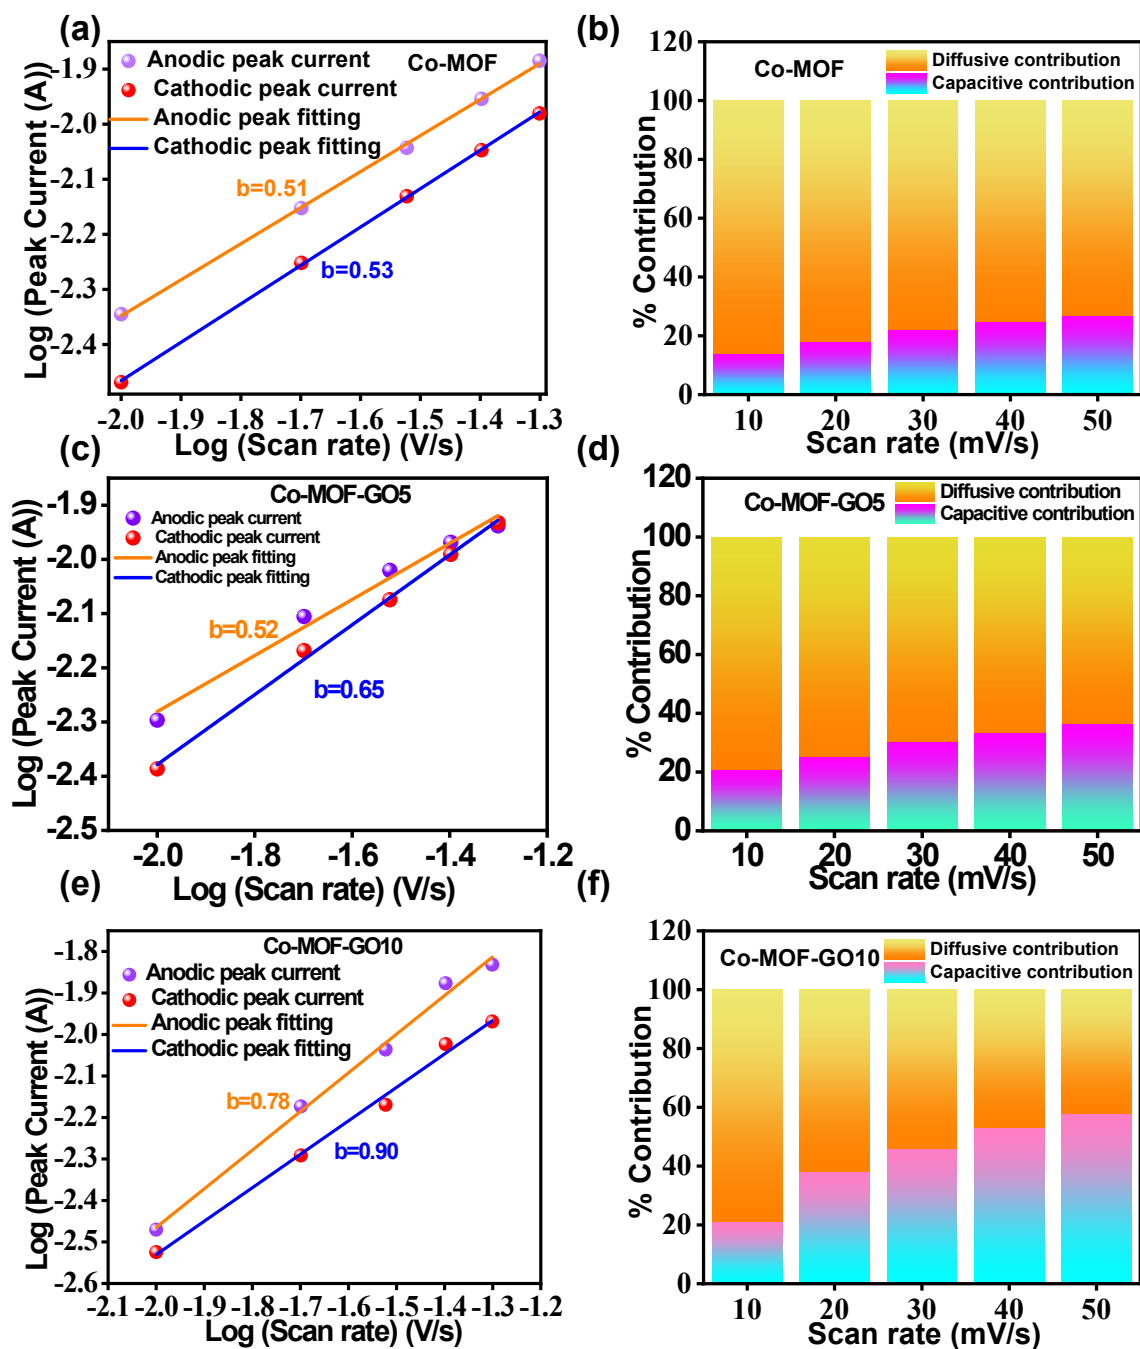 (a)
Anodic peak current
Co-MOF
Cathodic peak current
Anodic peak fitting
Cathodic peak fitting
b=0.51
b=0.53
-1.9
-2.0
-2.1
-2.2
-2.3
-2.4
Log (Peak Current (A))
-2.0 -1.9 -1.8 -1.7 -1.6 -1.5 -1.4 -1.3
Log (Scan rate) (V/s)
(b)
Co-MOF
Diffusive contribution
Capacitive contribution
120
100
80
60
40
20
0
% Contribution
10 20 30 40 50
Scan rate (mV/s)
(c)
Co-MOF-GO5
Anodic peak current
Cathodic peak current
Anodic peak fitting
Cathodic peak fitting
b=0.52
b=0.65
-1.9
-2.0
-2.1
-2.2
-2.3
-2.4
-2.5
Log (Peak Current (A))
-2.0 -1.8 -1.6 -1.4 -1.2
Log (Scan rate) (V/s)
(d)
Co-MOF-GO5
Diffusive contribution
Capacitive contribution
120
100
80
60
40
20
0
% Contribution
10 20 30 40 50
Scan rate (mV/s)
(e)
Co-MOF-GO10
Anodic peak current
Cathodic peak current
Anodic peak fitting
Cathodic peak fitting
b=0.78
b=0.90
-1.8
-1.9
-2.0
-2.1
-2.2
-2.3
-2.4
-2.5
-2.6
Log (Peak Current (A))
-2.1 -2.0 -1.9 -1.8 -1.7 -1.6 -1.5 -1.4 -1.3 -1.2
Log (Scan rate) (V/s)
(f)
Co-MOF-GO10
Diffusive contribution
Capacitive contribution
120
100
80
60
40
20
0
% Contribution
10 20 30 40 50
Scan rate (mV/s)